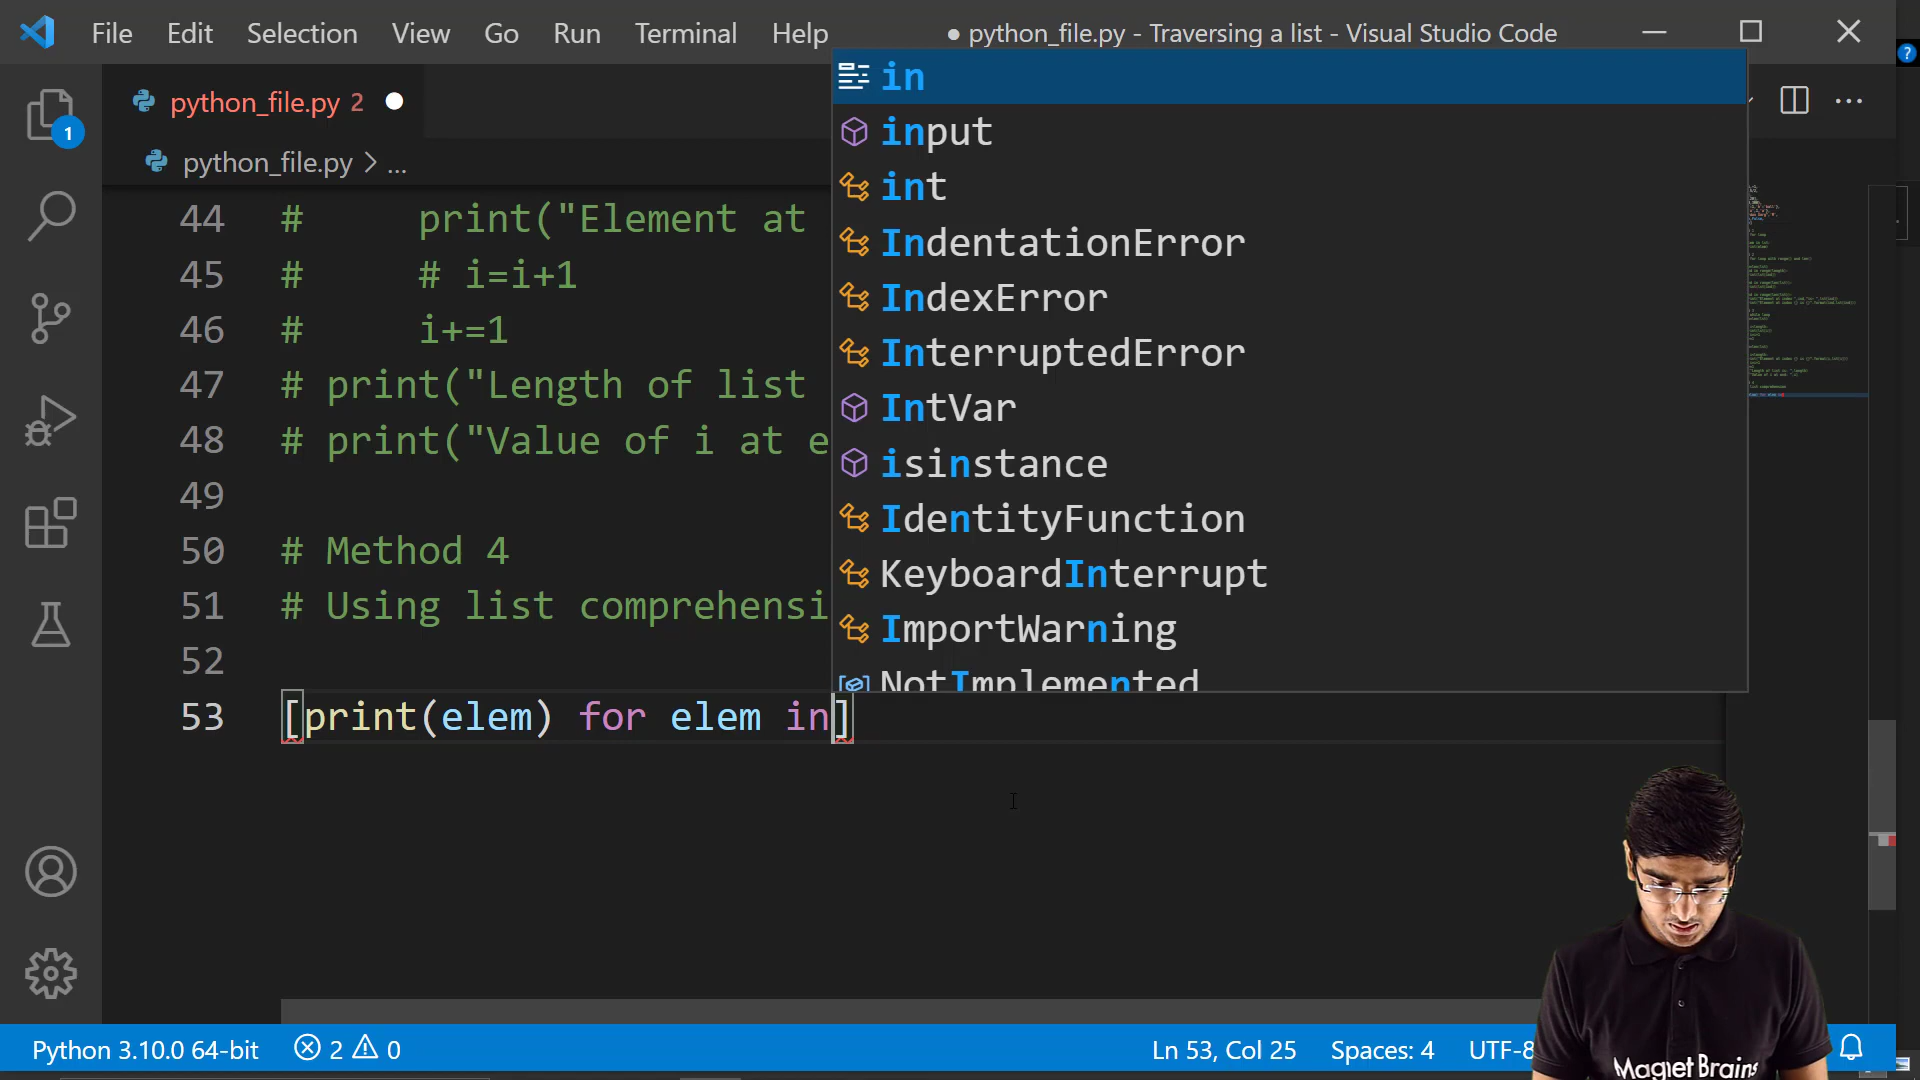 File Edit Selection View Go Run Terminal Help ● python_file.py - Traversing a list - Visual Studio Code
python_file.py 2
python_file.py > ...
1
44 # print("Element at
45 # # i=i+1
46 # i+=1
47 # print("Length of list
48 # print("Value of i at e
49
50 # Method 4
51 # Using list comprehensi
52
53 [print(elem) for elem in]
in
input
int
IndentationError
IndexError
InterruptedError
IntVar
isinstance
IdentityFunction
KeyboardInterrupt
ImportWarning
NotImplemented
Python 3.10.0 64-bit 2 0 Ln 53, Col 25 Spaces: 4 UTF-8
Magnet Brains